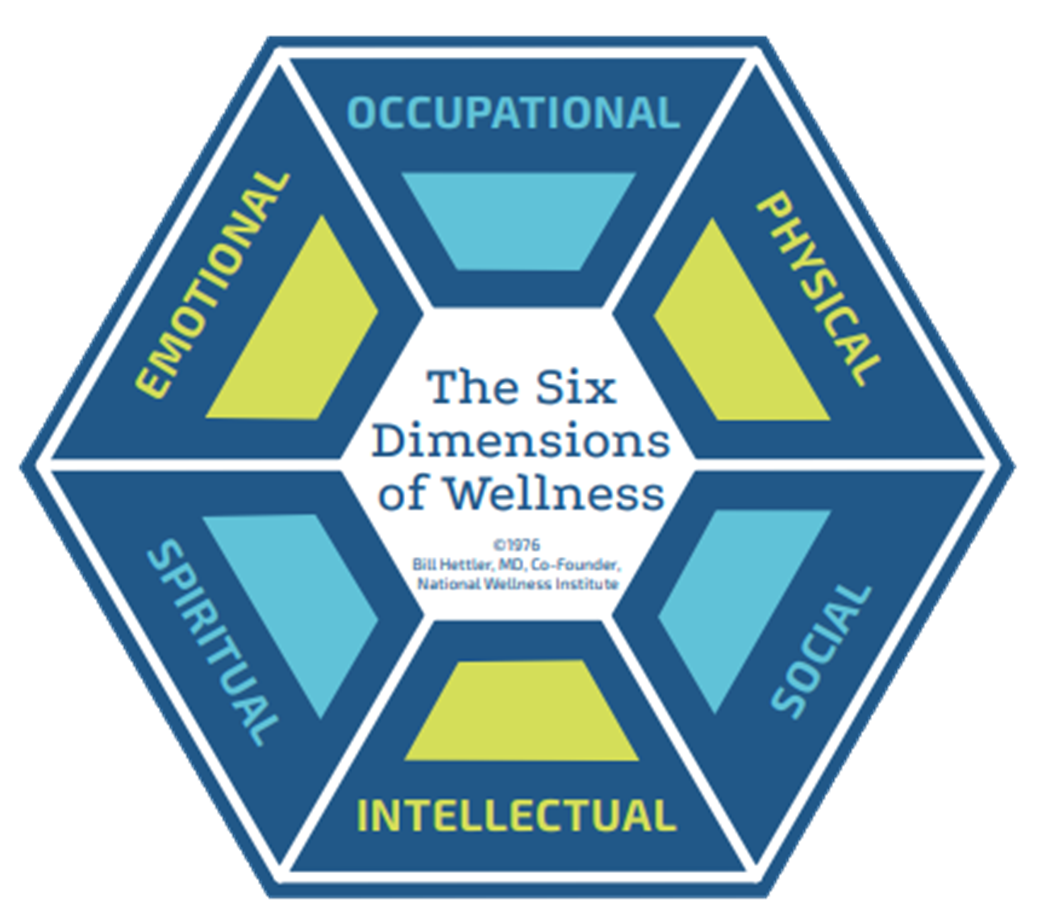 OCCUPATIONAL
EMOTIONAL
PHYSICAL
The Six
Dimensions
of Wellness
©1976
Bill Hettler, MD, Co-Founder,
National Wellness Institute
SPIRITUAL
SOCIAL
INTELLECTUAL